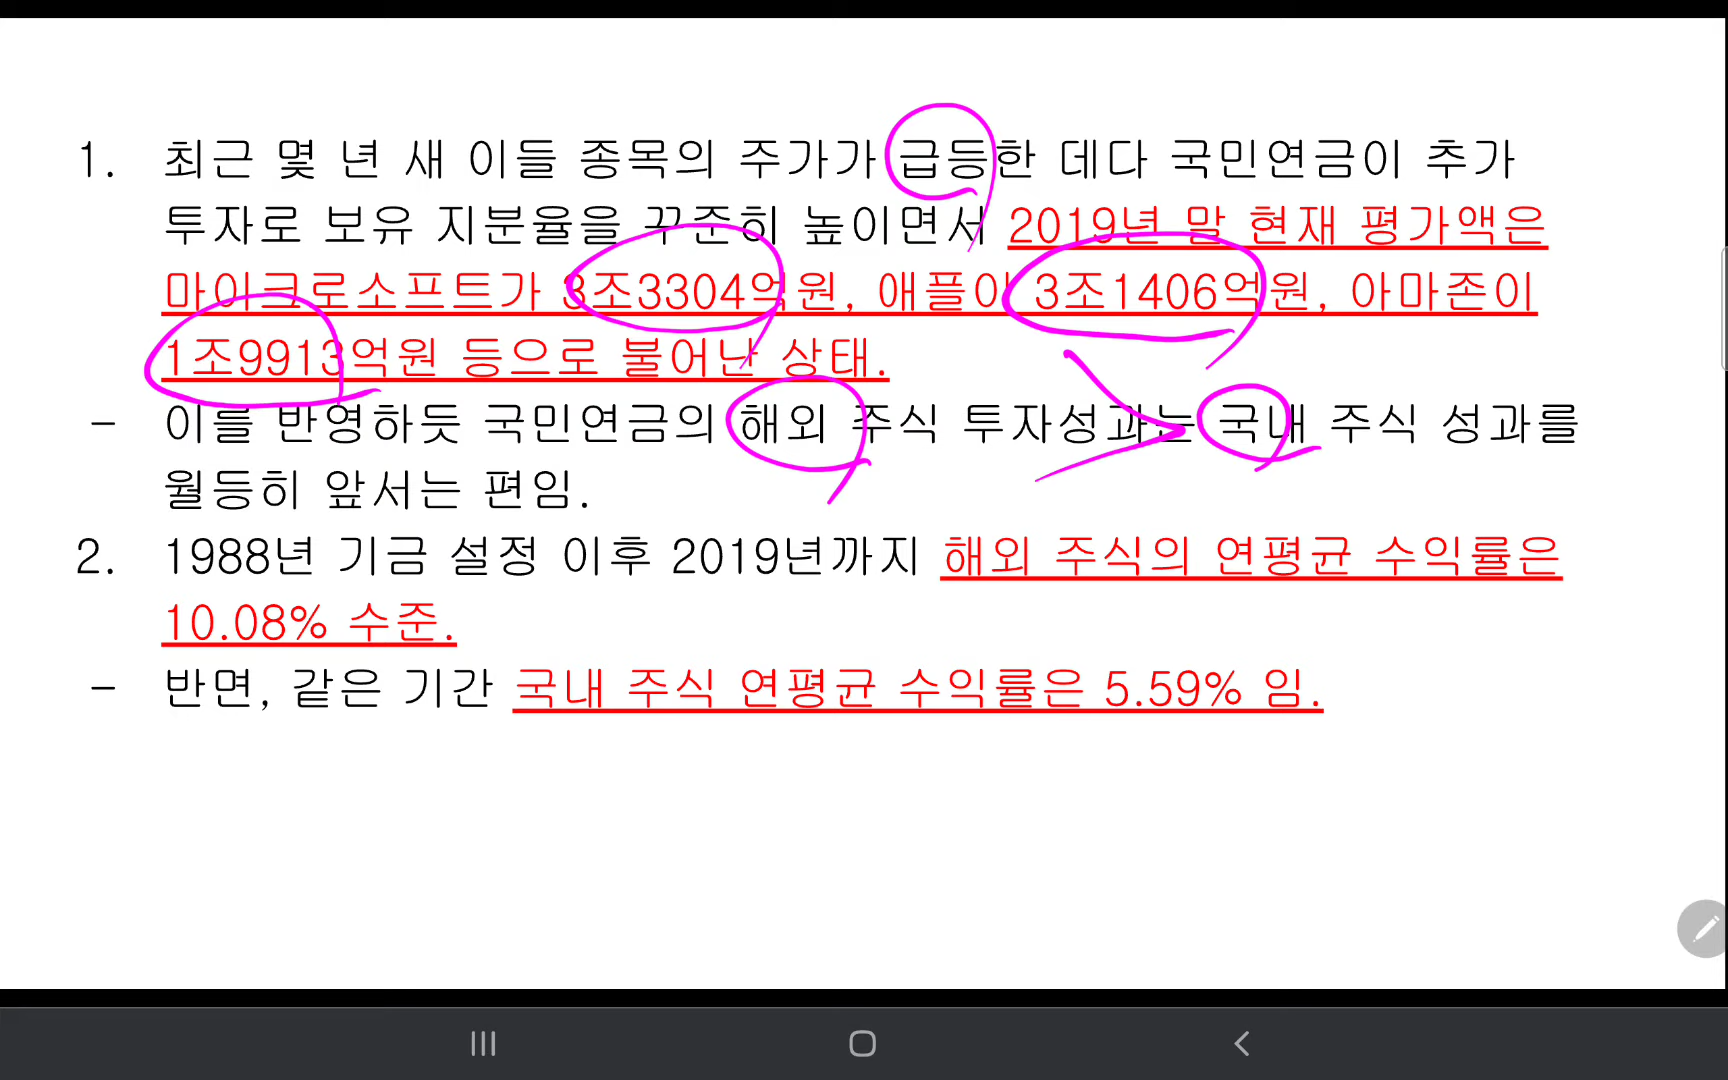 1. 최근 몇 년 새 이들 종목의 주가가 급등한 데다 국민연금이 추가
투자로 보유 지분율을 꾸준히 높이면서 2019년 말 현재 평가액은
마이크로소프트가 3조3304억원, 애플이 3조1406억원, 아마존이
1조9913억원 등으로 불어난 상태.
- 이를 반영하듯 국민연금의 해외 주식 투자성과는 국내 주식 성과를
월등히 앞서는 편임.
2. 1988년 기금 설정 이후 2019년까지 해외 주식의 연평균 수익률은
10.08% 수준.
- 반면, 같은 기간 국내 주식 연평균 수익률은 5.59% 임.